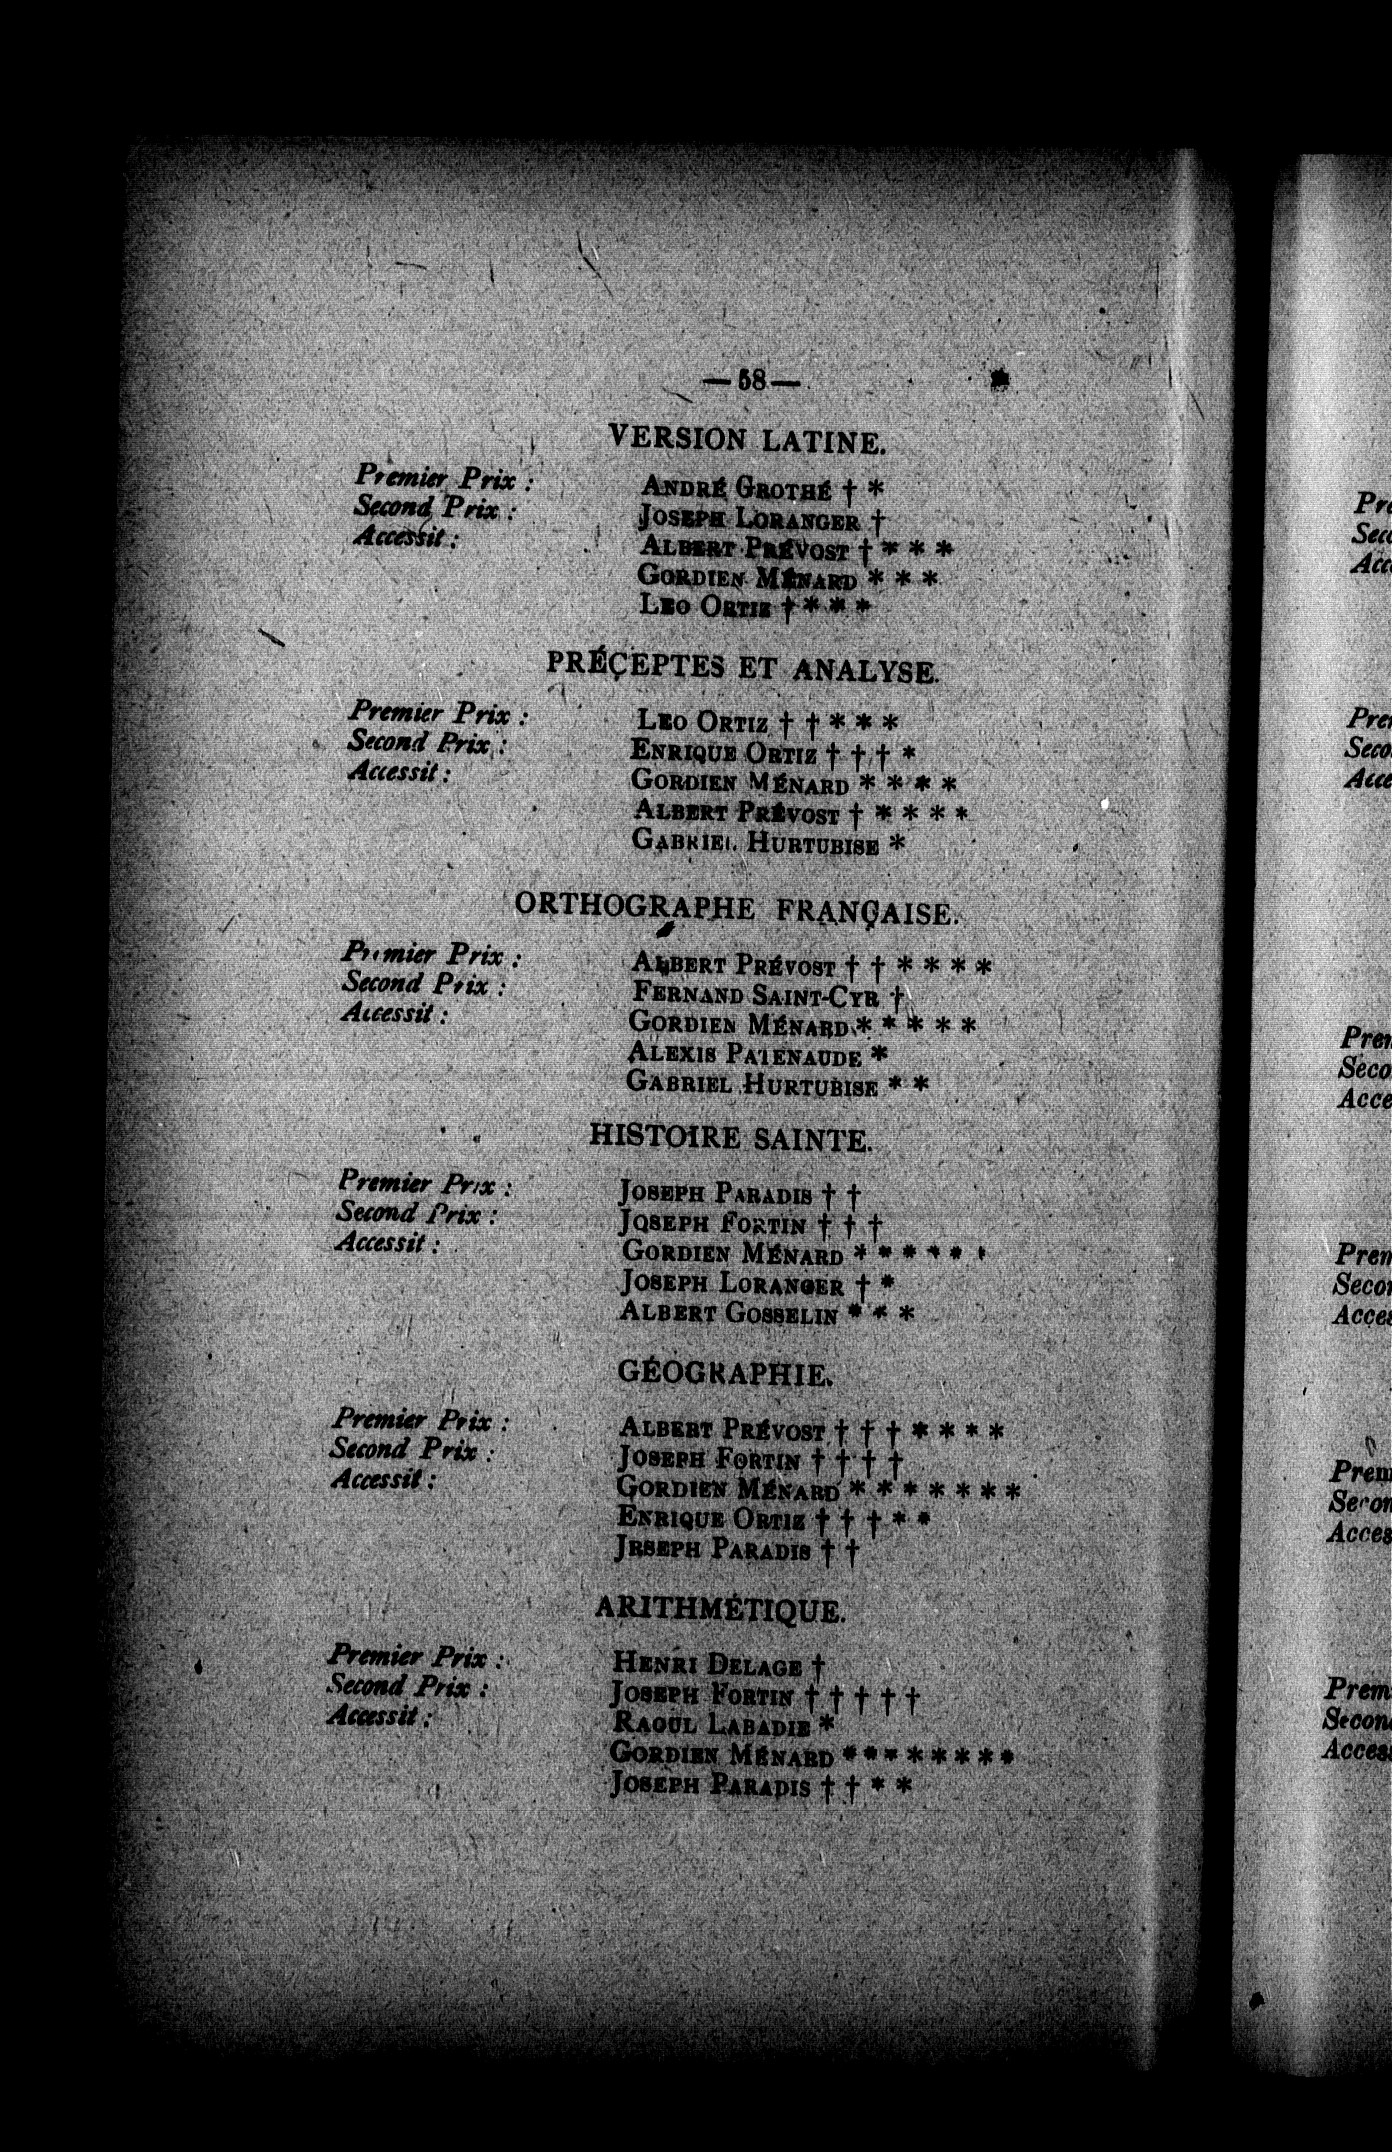 — 58 —
VERSION LATINE.
Premier Prix : ANDRÉ GROTHÉ † *
Second Prix : JOSEPH LORANGER †
Accessit : ALBERT PRÉVOST † * * *
GORDIEN MÉNARD * * *
LEO ORTIZ † * * *
PRÉCEPTES ET ANALYSE.
Premier Prix : LEO ORTIZ † † * * *
Second Prix : ENRIQUE ORTIZ † † † *
Accessit : GORDIEN MÉNARD * * * *
ALBERT PRÉVOST † * * * *
GABRIEL HURTUBISE *
ORTHOGRAPHE FRANÇAISE.
Premier Prix : ALBERT PRÉVOST † † * * * *
Second Prix : FERNAND SAINT-CYR †
Accessit : GORDIEN MÉNARD * * * * *
ALEXIS PATENAUDE *
GABRIEL HURTUBISE * *
HISTOIRE SAINTE.
Premier Prix : JOSEPH PARADIS † †
Second Prix : JOSEPH FORTIN † † †
Accessit : GORDIEN MÉNARD * * * * * *
JOSEPH LORANGER † *
ALBERT GOSSELIN * * *
GÉOGRAPHIE.
Premier Prix : ALBERT PRÉVOST † † † * * * *
Second Prix : JOSEPH FORTIN † † † †
Accessit : GORDIEN MÉNARD * * * * * * *
ENRIQUE ORTIZ † † † * *
JRSEPH PARADIS † †
ARITHMÉTIQUE.
Premier Prix : HENRI DELAGE †
Second Prix : JOSEPH FORTIN † † † † †
Accessit : RAOUL LABADIE *
GORDIEN MÉNARD * * * * * * * *
JOSEPH PARADIS † † * *